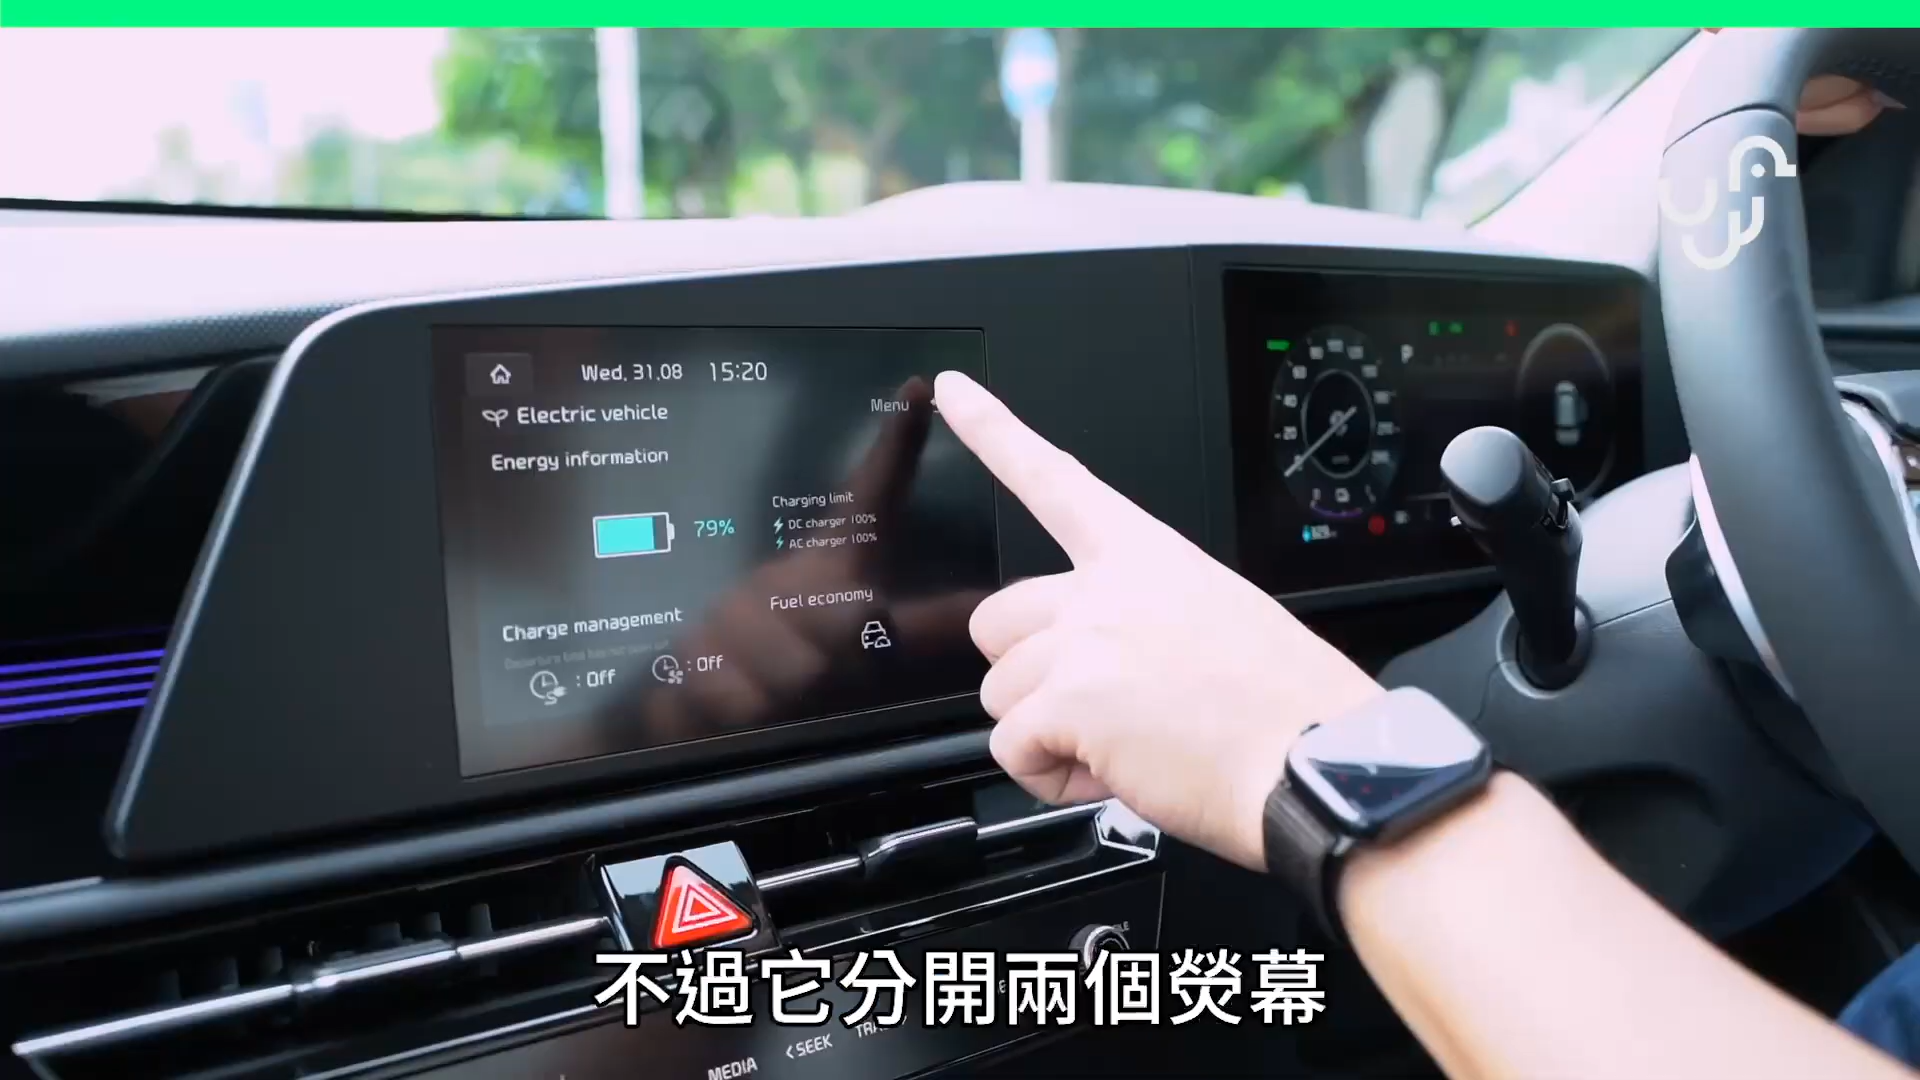 Wed, 31.08 15:20
Electric vehicle
Menu
Energy information
79%
Charging limit
DC charger 100%
AC charger 100%
Fuel economy
Charge management
: Off
: Off
P
MEDIA
< SEEK
不過它分開兩個熒幕